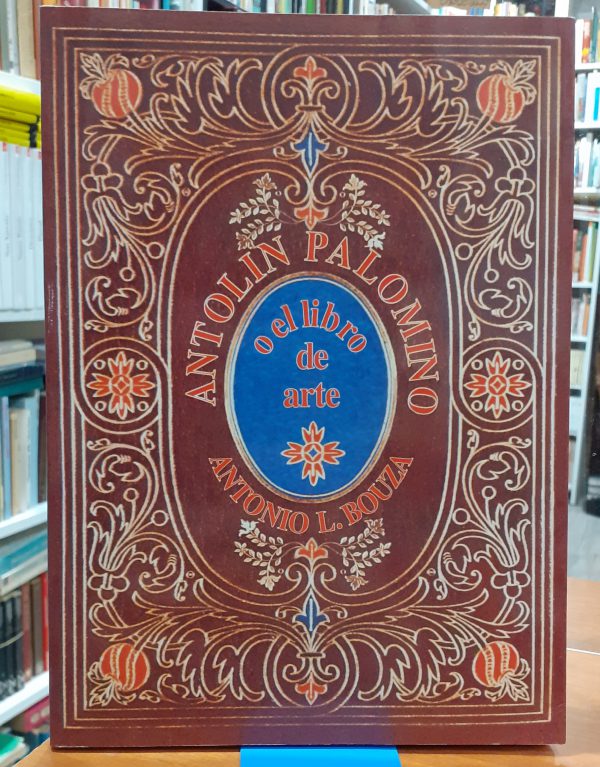 ANTOLIN PALOMINO
o el libro
de
arte
ANTONIO L. BOUZA